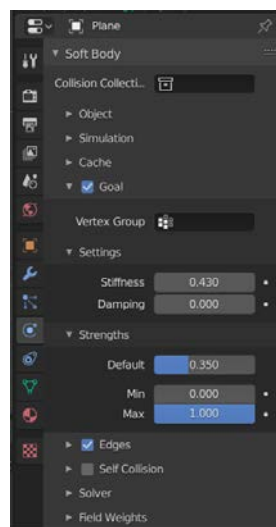 Plane
Soft Body
Collision Collecti..
Object
Simulation
Cache
Goal
Vertex Group
Settings
Stiffness 0.430
Damping 0.000
Strengths
Default 0.350
Min 0.000
Max 1.000
Edges
Self Collision
Solver
Field Weights